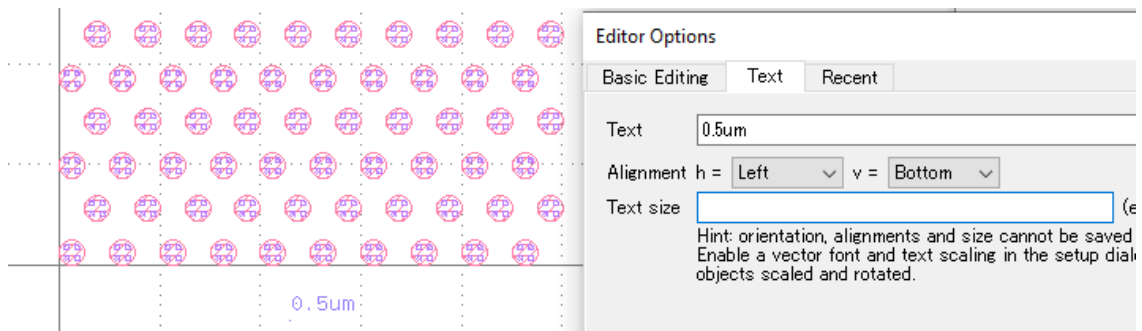 Editor Options
Basic Editing Text Recent
Text 0.5um
Alignment h = Left v = Bottom
Text size (e
Hint: orientation, alignments and size cannot be saved
Enable a vector font and text scaling in the setup dial
objects scaled and rotated.
0.5um